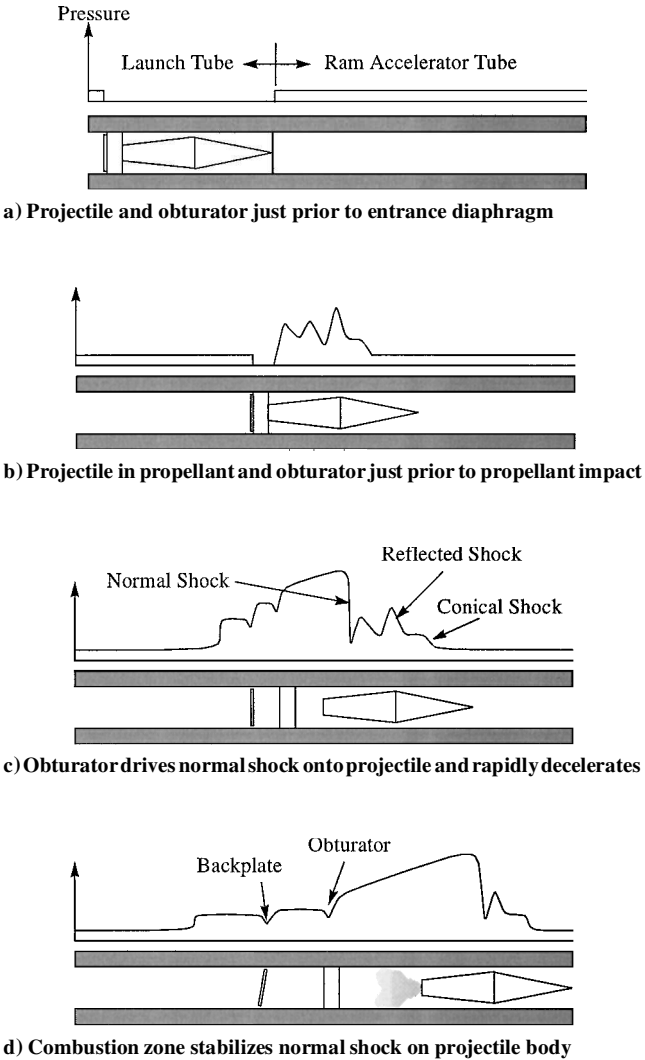 Pressure
Launch Tube
Ram Accelerator Tube
a) Projectile and obturator just prior to entrance diaphragm
b) Projectile in propellant and obturator just prior to propellant impact
Reflected Shock
Normal Shock
Conical Shock
c) Obturator drives normal shock onto projectile and rapidly decelerates
Obturator
Backplate
d) Combustion zone stabilizes normal shock on projectile body